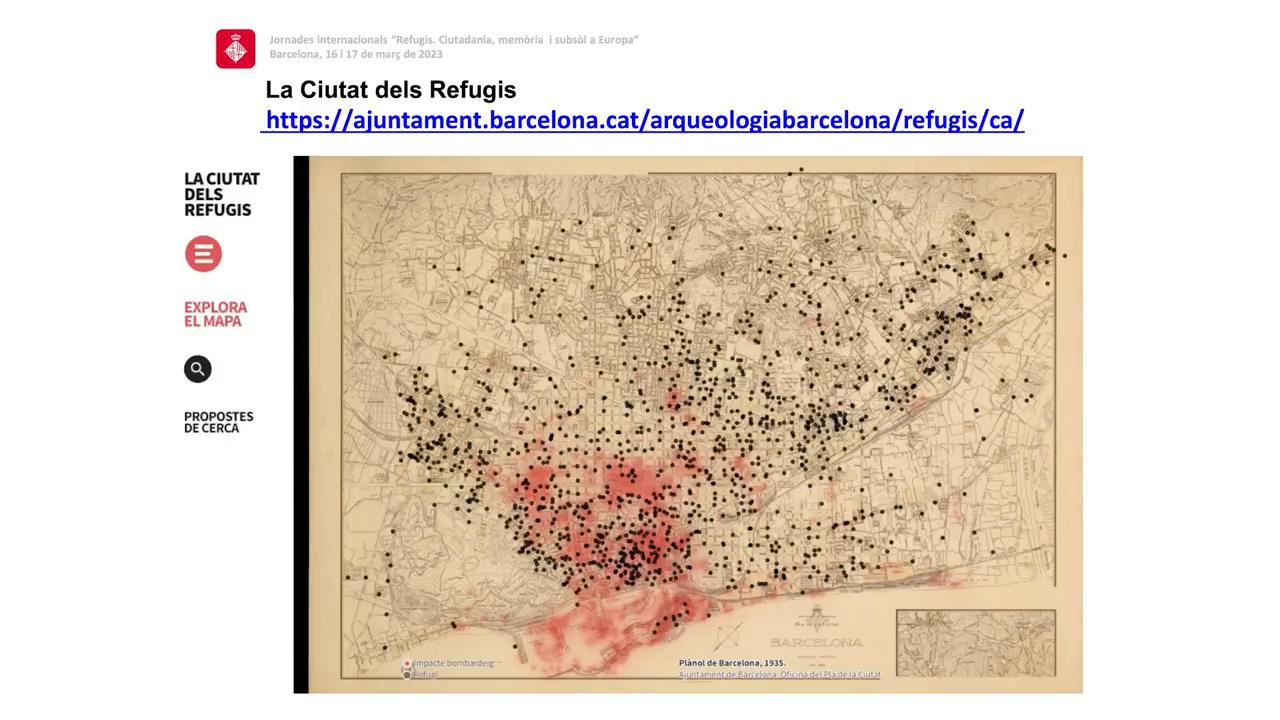 Jornades internacionals “Refugis. Ciutadania, memòria i subsòl a Europa”
Barcelona, 16 i 17 de març de 2023
La Ciutat dels Refugis
https://ajuntament.barcelona.cat/arqueologiabarcelona/refugis/ca/
LA CIUTAT
DELS
REFUGIS
EXPLORA
EL MAPA
PROPOSTES
DE CERCA
BARCELONA
Impacte bombardeig
Refugi
Plànol de Barcelona, 1935.
Ajuntament de Barcelona. Oficina del Pla de la Ciutat